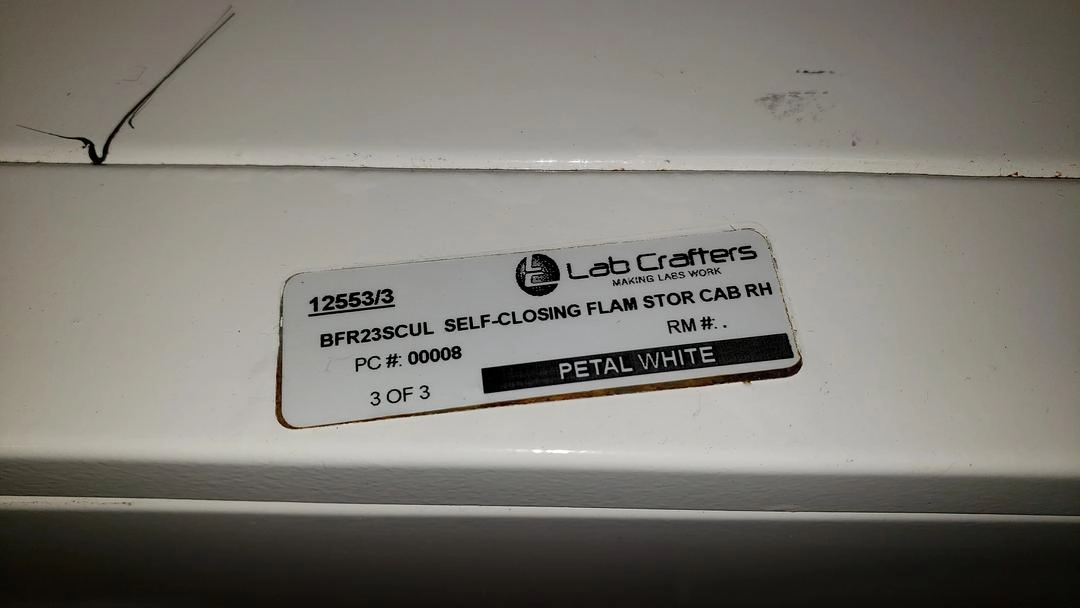 Lab Crafters
MAKING LABS WORK
12553/3
BFR23SCUL SELF-CLOSING FLAM STOR CAB RH
PC #: 00008
RM #: .
3 OF 3
PETAL WHITE